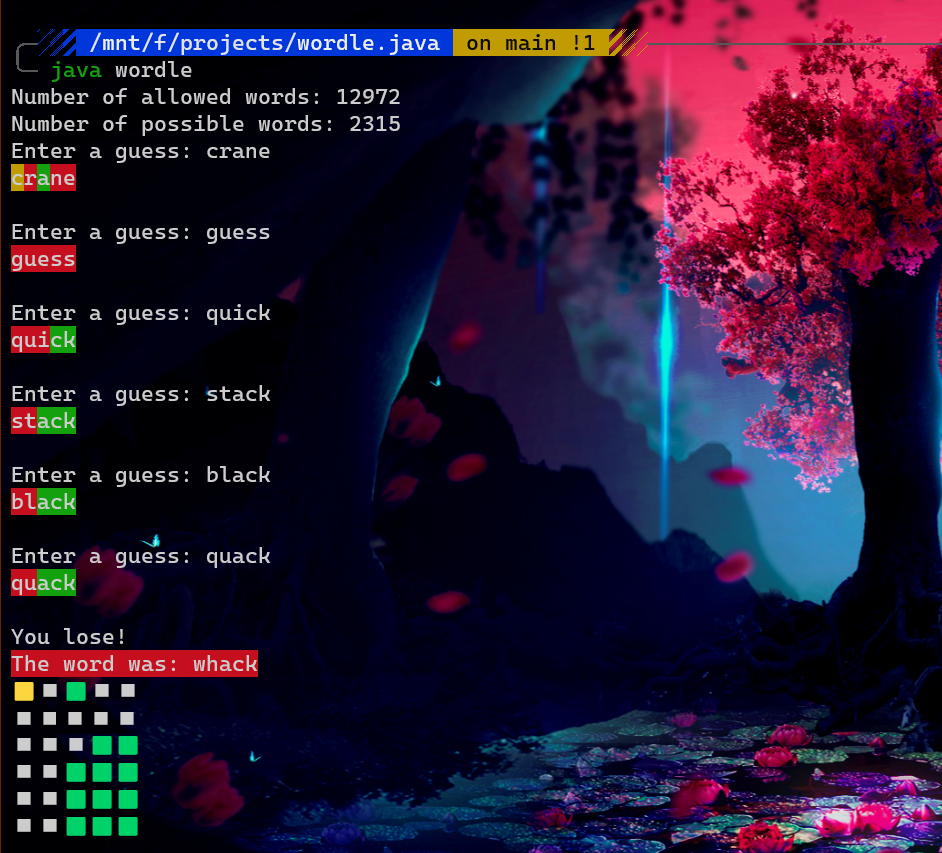 /mnt/f/projects/wordle.java on main !1
java wordle
Number of allowed words: 12972
Number of possible words: 2315
Enter a guess: crane
crane
Enter a guess: guess
guess
Enter a guess: quick
quick
Enter a guess: stack
stack
Enter a guess: black
black
Enter a guess: quack
quack
You lose!
The word was: whack